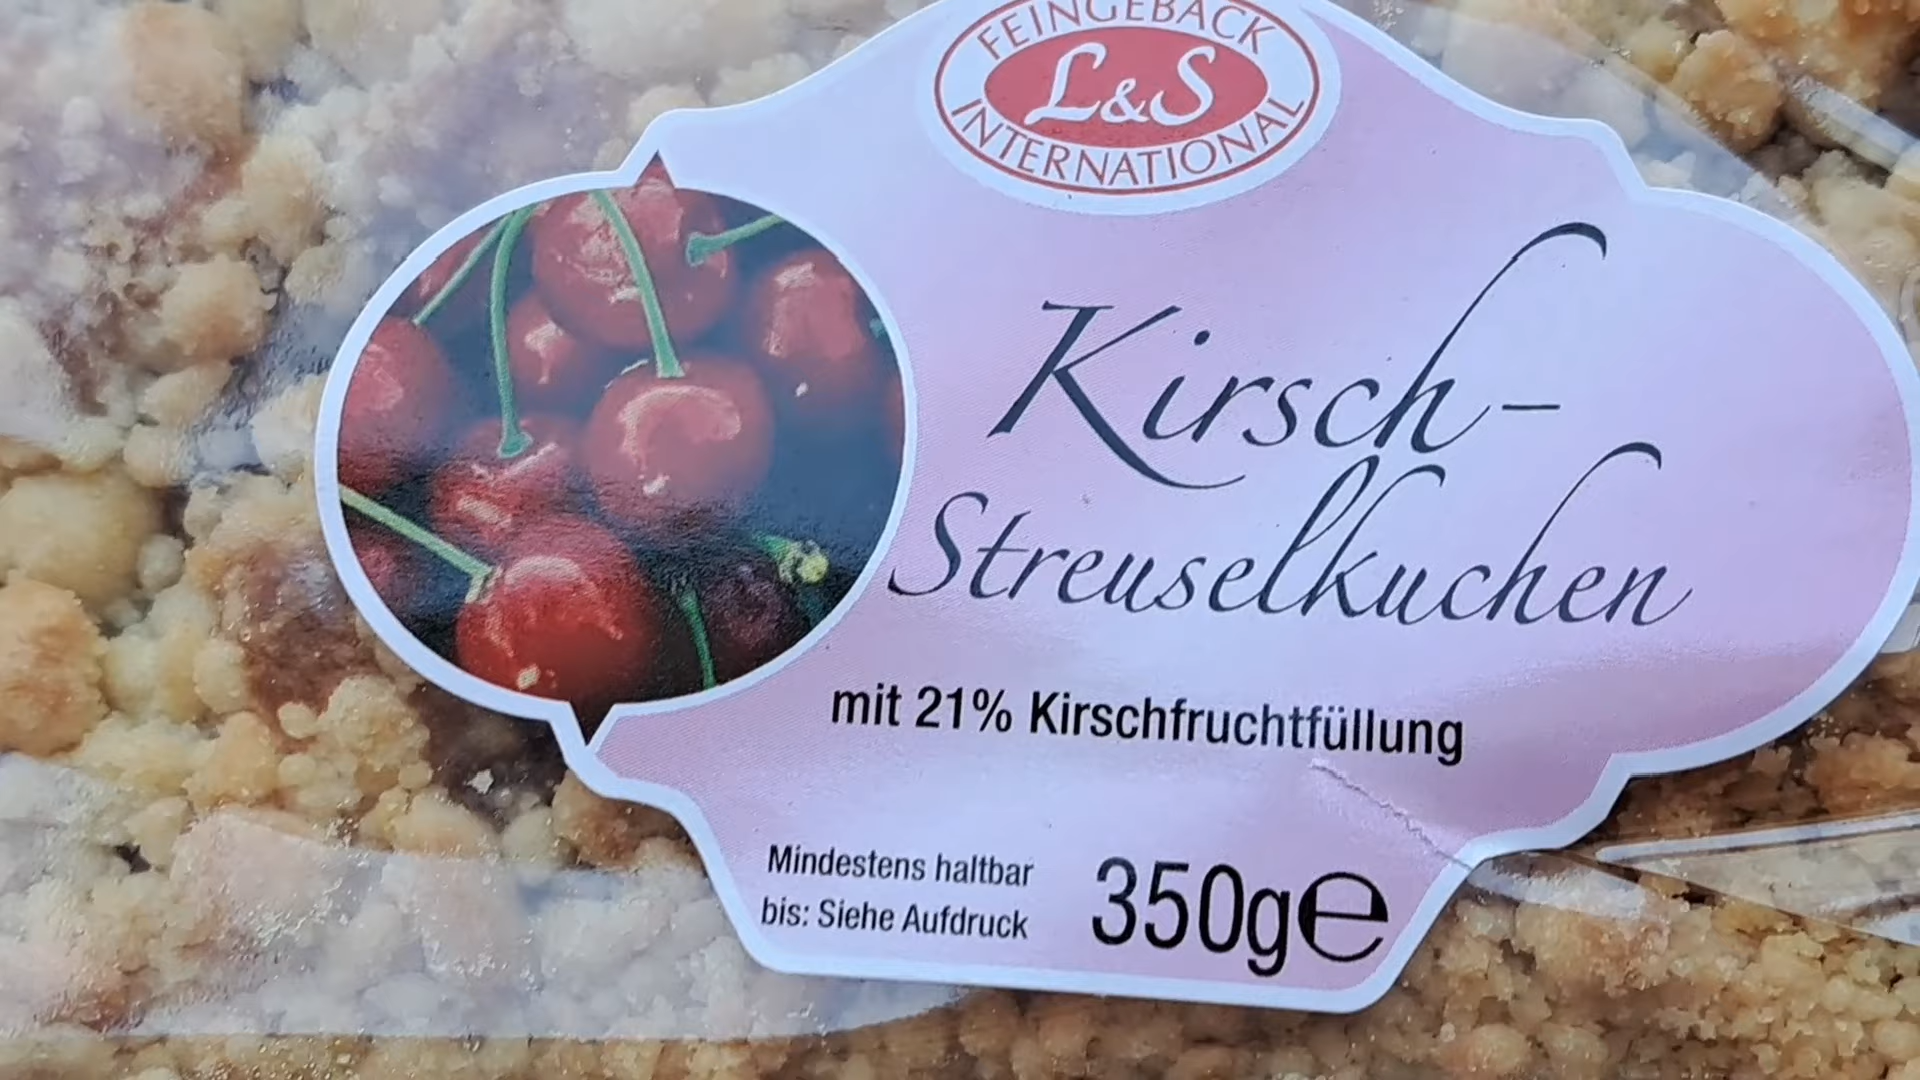 FEINGEBÄCK
L&S
INTERNATIONAL
Kirsch-
Streuselkuchen
mit 21% Kirschfruchtfüllung
Mindestens haltbar
bis: Siehe Aufdruck
350g℮